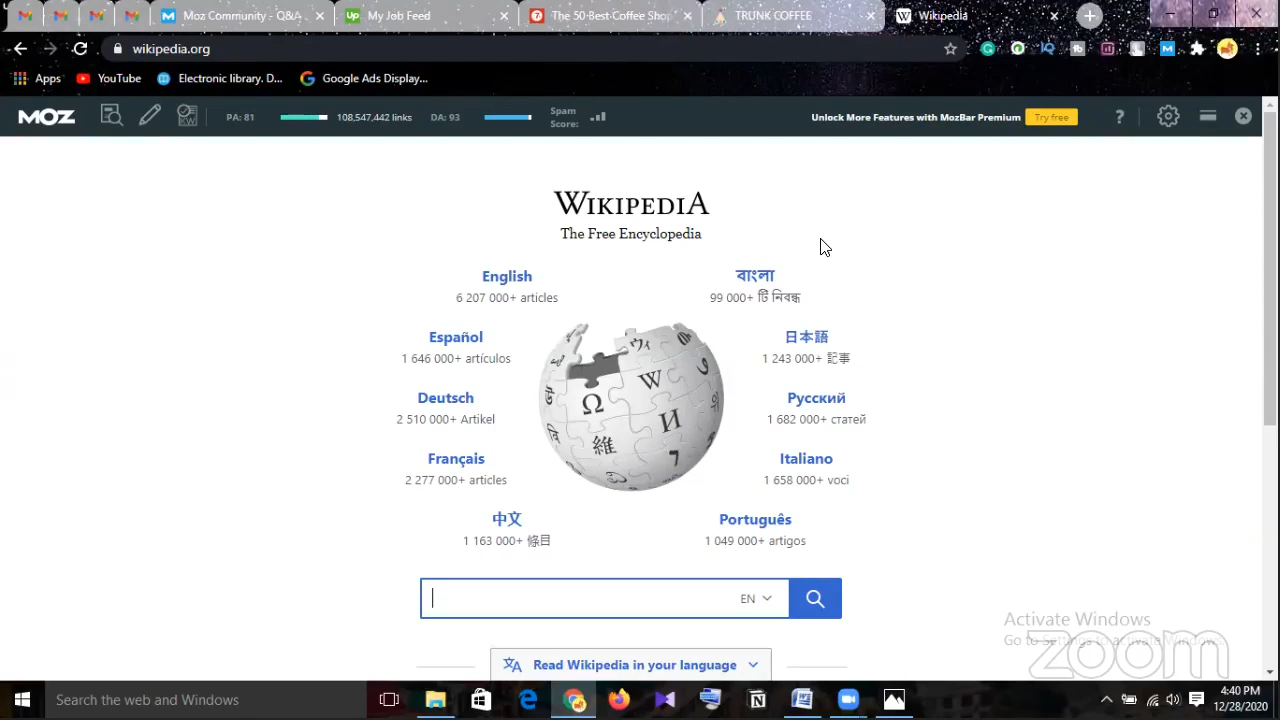 Moz Community - Q&A
My Job Feed
The 50 Best Coffee Shop
TRUNK COFFEE
Wikipedia
wikipedia.org
Apps
YouTube
Electronic library. D...
Google Ads Display...
MOZ
PA: 81
108,547,442 links
DA: 93
Spam Score:
Unlock More Features with MozBar Premium
Try free
WIKIPEDIA
The Free Encyclopedia
English
6 207 000+ articles
বাংলা
99 000+ টি নিবন্ধ
Español
1 646 000+ artículos
日本語
1 243 000+ 記事
Deutsch
2 510 000+ Artikel
Русский
1 682 000+ статей
Français
2 277 000+ articles
Italiano
1 658 000+ voci
中文
1 163 000+ 條目
Português
1 049 000+ artigos
EN
Read Wikipedia in your language
Activate Windows
Go to Settings to activate Windows.
zoom
Search the web and Windows
4:40 PM
12/28/2020